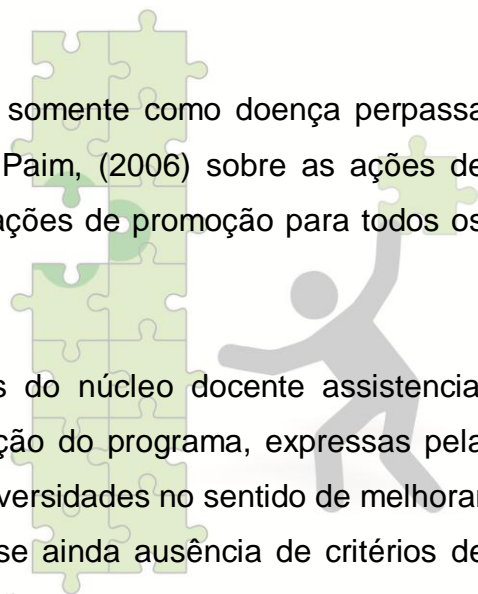 somente como doença perpassa
Paim, (2006) sobre as ações de
ações de promoção para todos os
s do núcleo docente assistencia
ção do programa, expressas pela
versidades no sentido de melhorar
se ainda ausência de critérios de